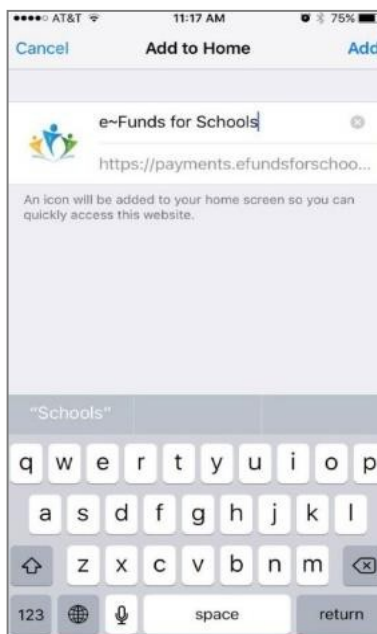 AT&T 11:17 AM 75%
Cancel Add to Home Add
e~Funds for Schools
https://payments.efundsforschoo...
An icon will be added to your home screen so you can
quickly access this website.
"Schools"
q w e r t y u i o p
a s d f g h j k l
z x c v b n m
123 space return